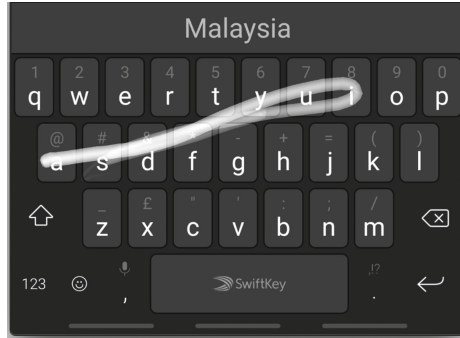 Malaysia
1 2 3 4 5 6 7 8 9 0
q w e r t y u i o p
@ # & - + = ( )
a s d f g h j k l
_ £ " ' : ; /
z x c v b n m
123 , SwiftKey ,!? .